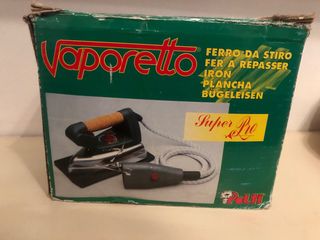 Vaporetto
FERRO DA STIRO
FER A REPASSER
IRON
PLANCHA
BÜGELEISEN
Super
Pro
Polti